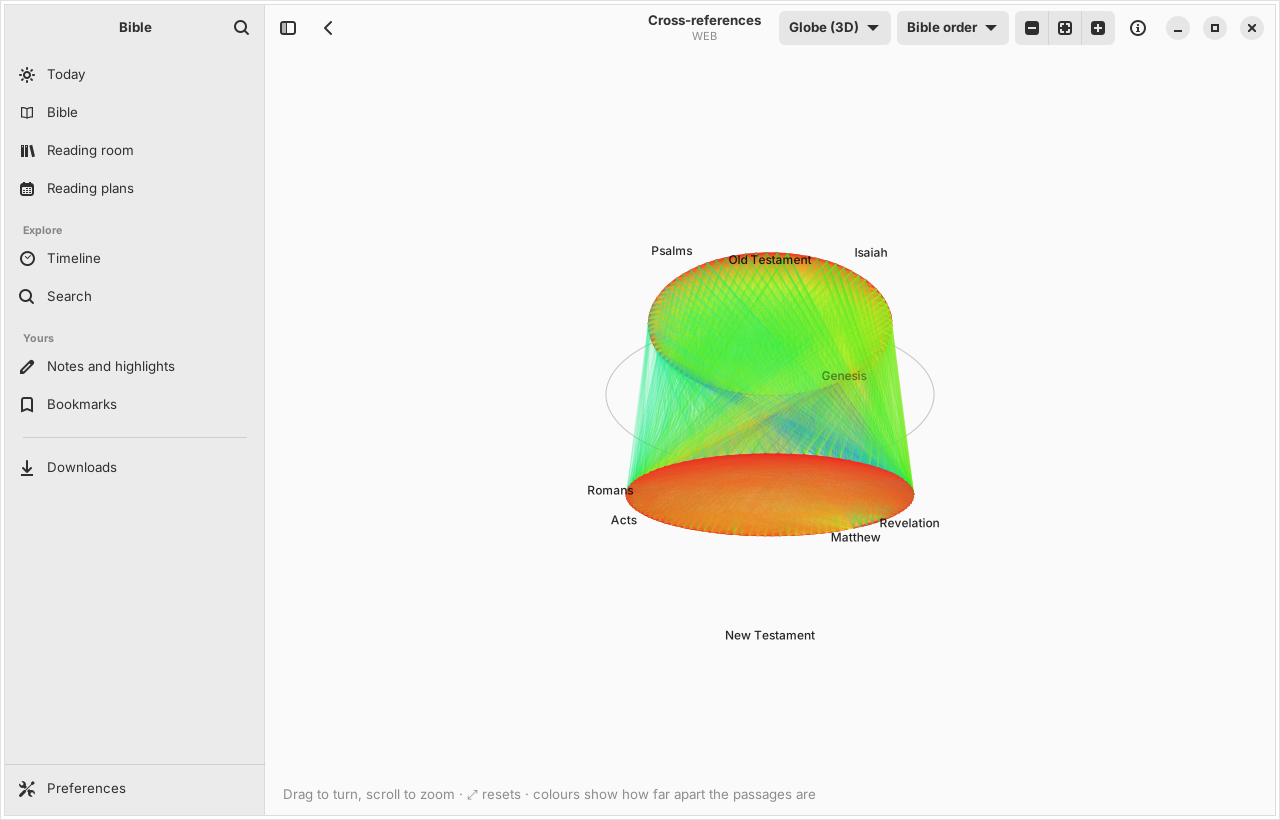 Bible
Today
Bible
Reading room
Reading plans
Explore
Timeline
Search
Yours
Notes and highlights
Bookmarks
Downloads
Preferences
Cross-references
WEB
Globe (3D)
Bible order
Psalms
Old Testament
Isaiah
Genesis
Romans
Acts
Revelation
Matthew
New Testament
Drag to turn, scroll to zoom · ⤢ resets · colours show how far apart the passages are